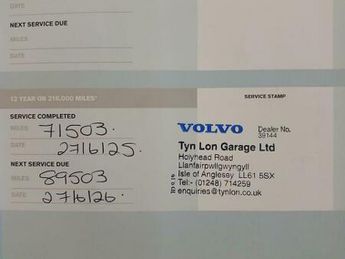 DATE
NEXT SERVICE DUE
MILES
DATE
12 YEAR OR 216,000 MILES*
SERVICE STAMP
SERVICE COMPLETED
MILES 71503.
DATE 27/6/25.
NEXT SERVICE DUE
MILES 89503
DATE 27/6/26.
VOLVO Dealer No. 39144
Tyn Lon Garage Ltd
Holyhead Road
Llanfairpwllgwyngyll
Isle of Anglesey LL61 5SX
Tel:- (01248) 714259
enquiries@tynlon.co.uk